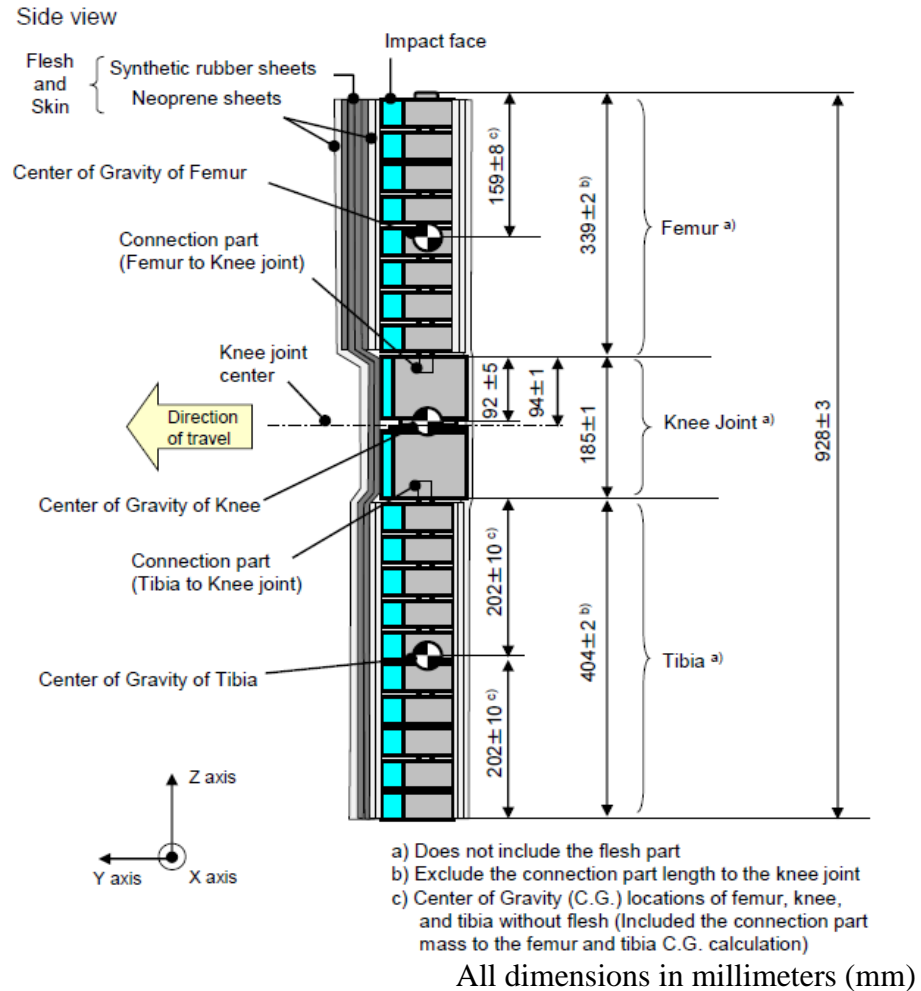 Side view
Impact face
Flesh
and
Skin
Synthetic rubber sheets
Neoprene sheets
Center of Gravity of Femur
159±8 c)
339±2 b)
Femur a)
Connection part
(Femur to Knee joint)
Knee joint
center
92 ±5
94±1
185±1
Knee Joint a)
928±3
Direction
of travel
Center of Gravity of Knee
Connection part
(Tibia to Knee joint)
202±10 c)
404±2 b)
Tibia a)
Center of Gravity of Tibia
202±10 c)
Z axis
Y axis
X axis
a) Does not include the flesh part
b) Exclude the connection part length to the knee joint
c) Center of Gravity (C.G.) locations of femur, knee,
and tibia without flesh (Included the connection part
mass to the femur and tibia C.G. calculation)
All dimensions in millimeters (mm)